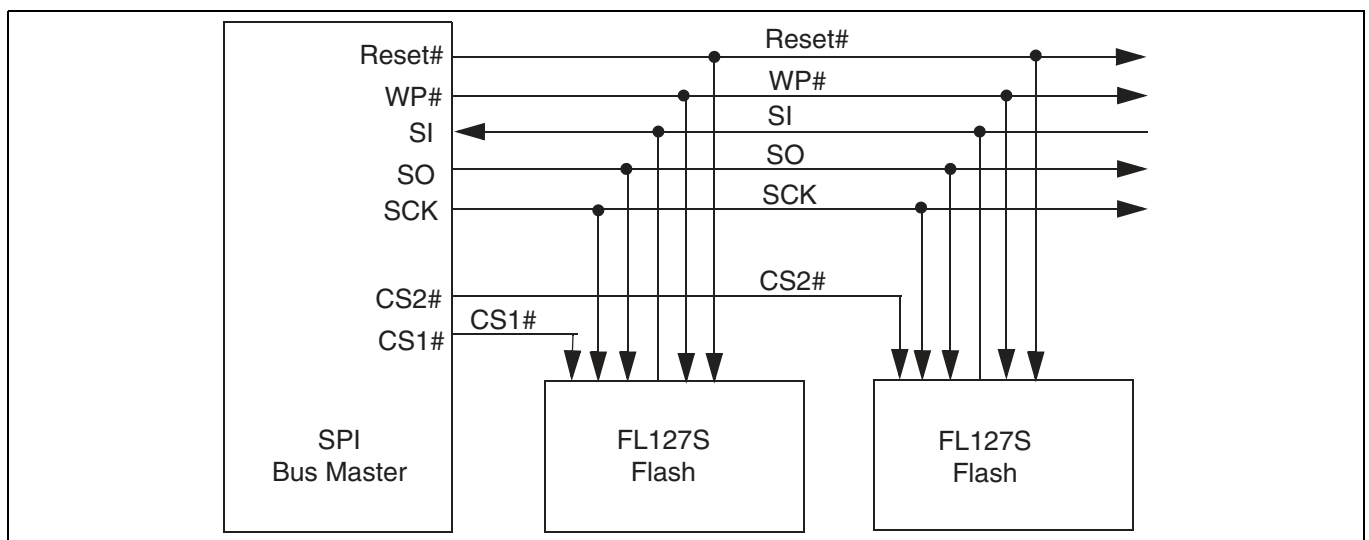 Reset#
Reset#
WP#
WP#
SI
SI
SO
SO
SCK
SCK
CS2#
CS2#
CS1#
CS1#
SPI
Bus Master
FL127S
Flash
FL127S
Flash